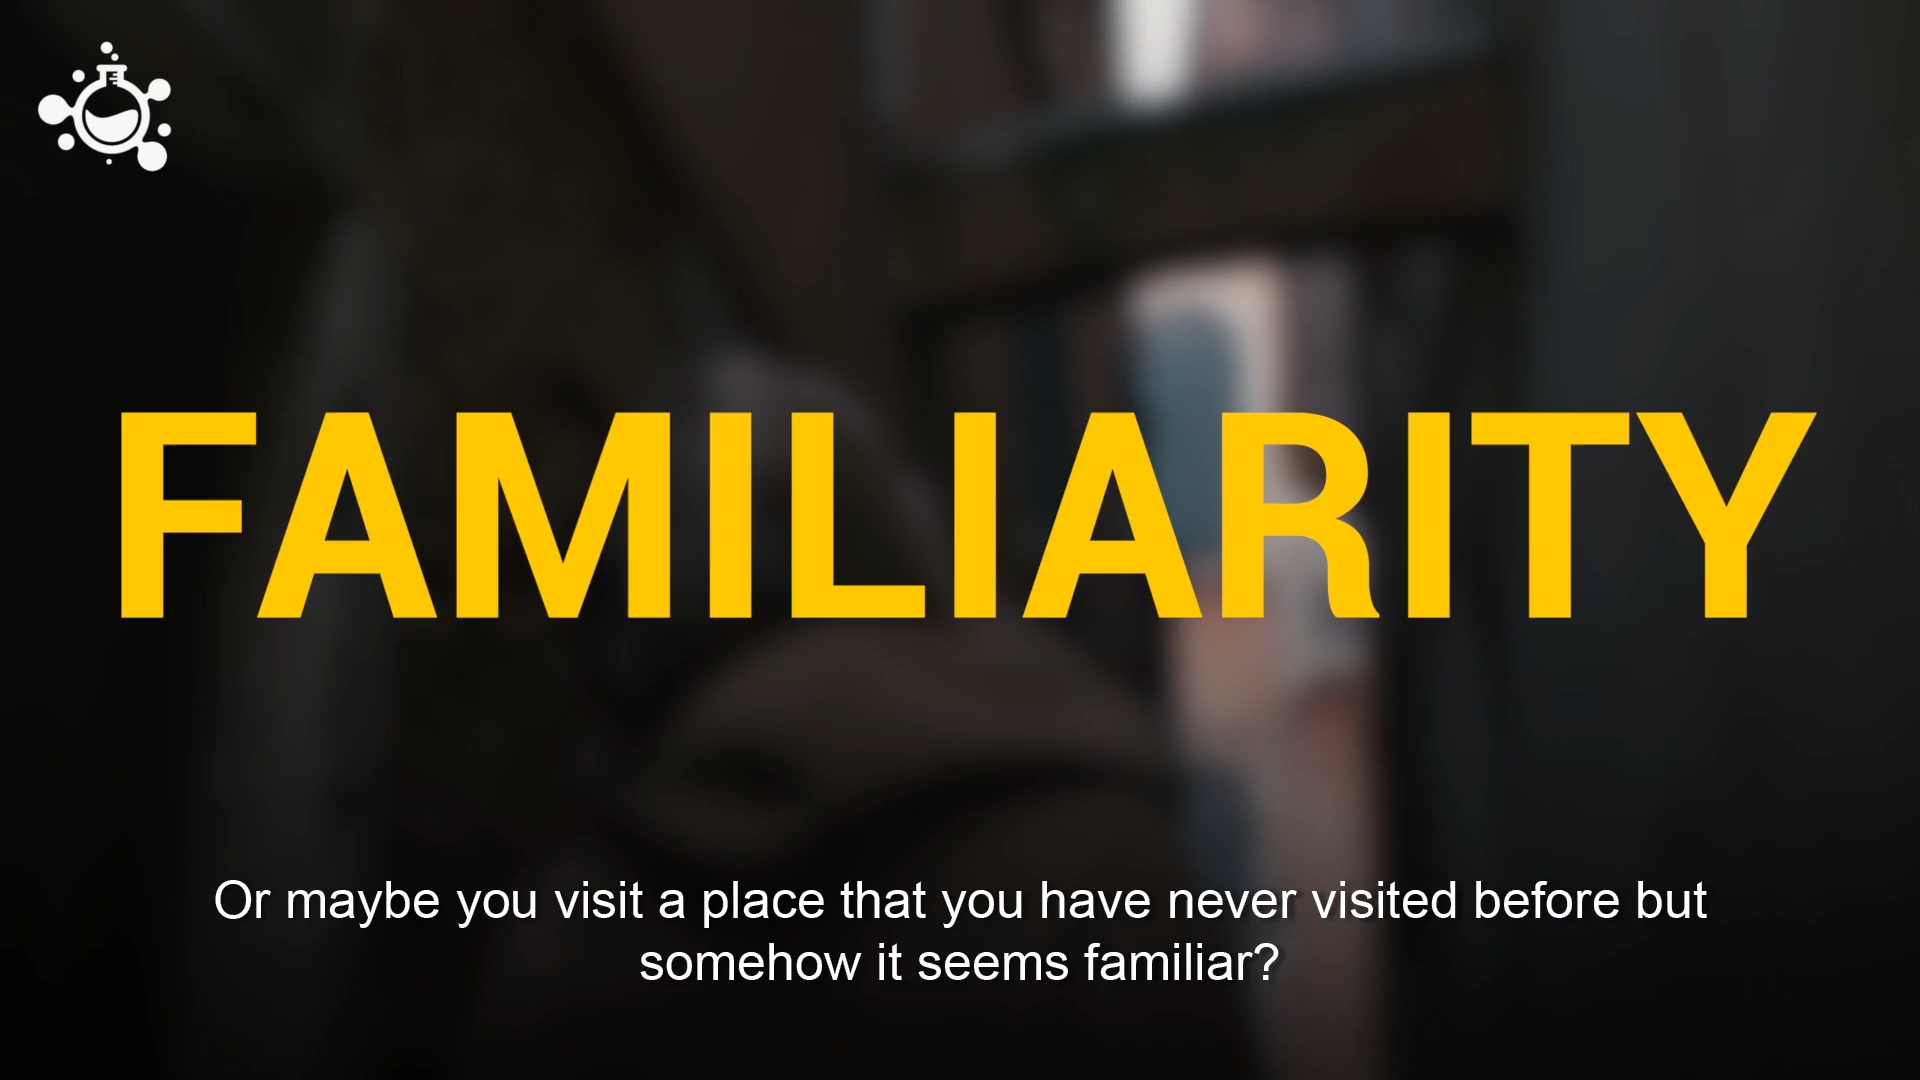 FAMILIARITY
Or maybe you visit a place that you have never visited before but
somehow it seems familiar?